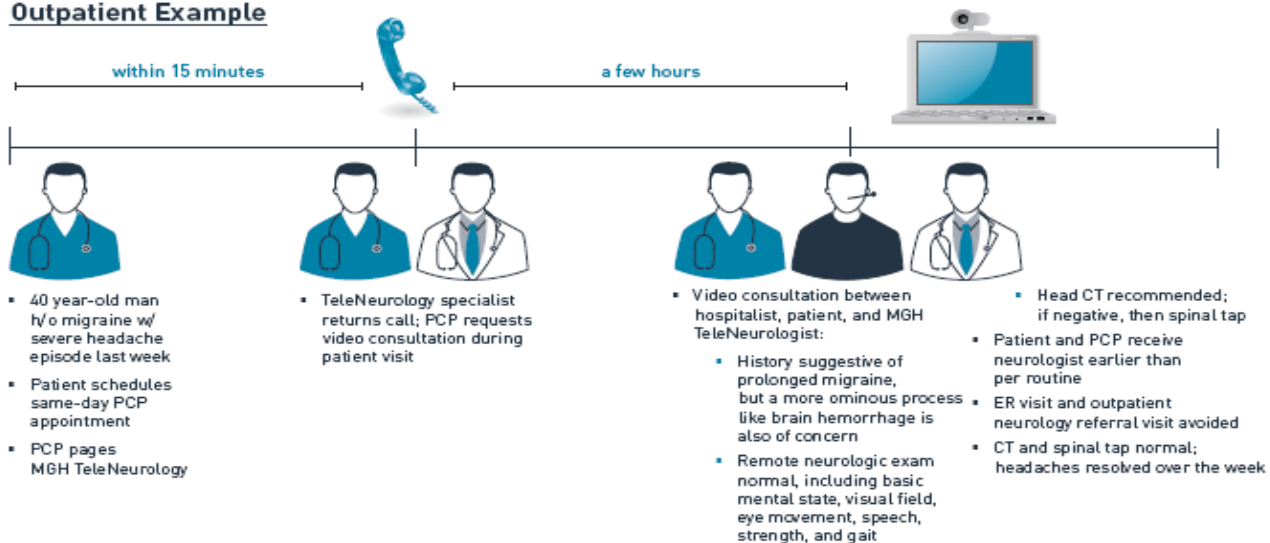 Outpatient Example
within 15 minutes
a few hours
▪ 40 year-old man
h/o migraine w/
severe headache
episode last week
▪ Patient schedules
same-day PCP
appointment
▪ PCP pages
MGH TeleNeurology
▪ TeleNeurology specialist
returns call; PCP requests
video consultation during
patient visit
▪ Video consultation between
hospitalist, patient, and MGH
TeleNeurologist:
▪ History suggestive of
prolonged migraine,
but a more ominous process
like brain hemorrhage is
also of concern
▪ Remote neurologic exam
normal, including basic
mental state, visual field,
eye movement, speech,
strength, and gait
▪ Head CT recommended;
if negative, then spinal tap
▪ Patient and PCP receive
neurologist earlier than
per routine
▪ ER visit and outpatient
neurology referral visit avoided
▪ CT and spinal tap normal;
headaches resolved over the week